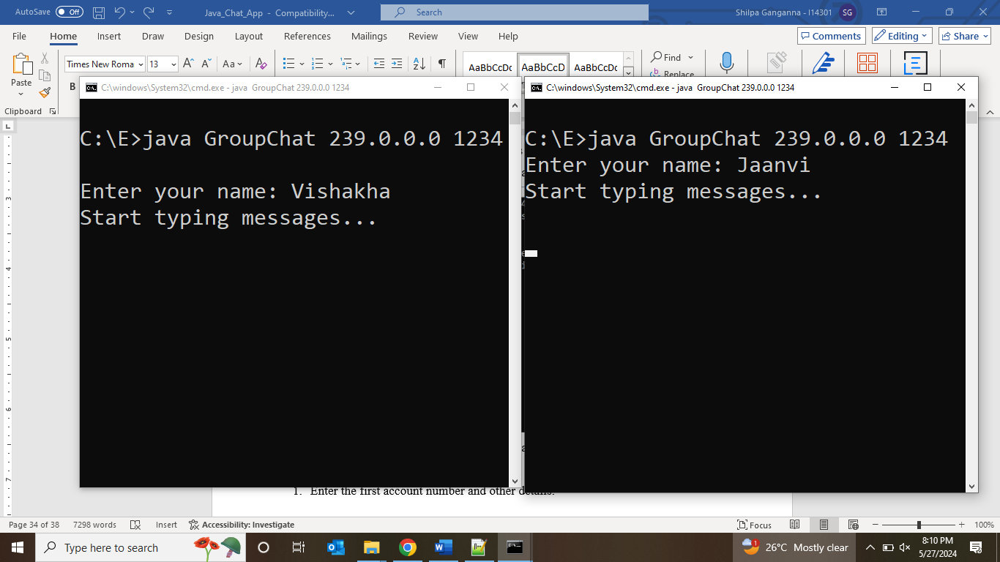 AutoSave Off Java_Chat_App - Compatibility... Search Shilpa Ganganna - I14301 SG
File Home Insert Draw Design Layout References Mailings Review View Help Comments Editing Share
Paste
Clipboard
Times New Roma 13 Aa
B
AaBbCcDc AaBbCcD AaBbCcDc
Find
Replace
C:\windows\System32\cmd.exe - java GroupChat 239.0.0.0 1234
C:\E>java GroupChat 239.0.0.0 1234
Enter your name: Vishakha
Start typing messages...
C:\windows\System32\cmd.exe - java GroupChat 239.0.0.0 1234
C:\E>java GroupChat 239.0.0.0 1234
Enter your name: Jaanvi
Start typing messages...
3
4
5
6
7
1. Enter the first account number and other details.
Page 34 of 38 7298 words Insert Accessibility: Investigate Focus 100%
Type here to search 26°C Mostly clear 8:10 PM
5/27/2024